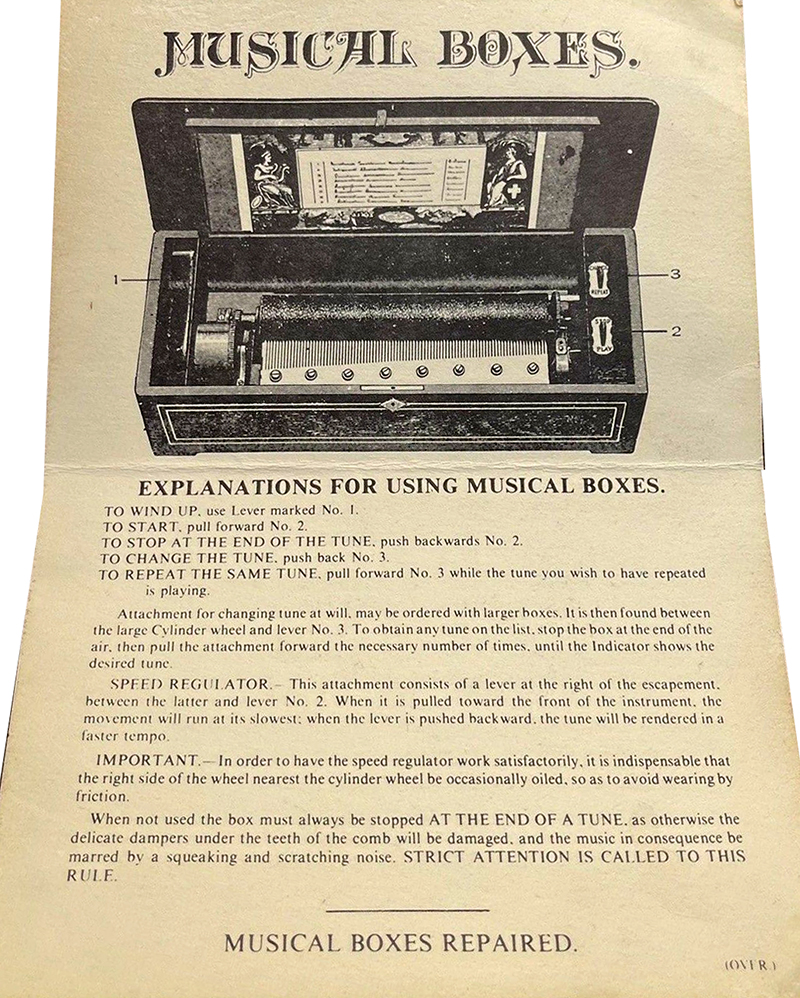 MUSICAL BOXES.
1
3
CHANGE
REPEAT
2
STOP
PLAY
EXPLANATIONS FOR USING MUSICAL BOXES.
TO WIND UP, use Lever marked No. 1.
TO START, pull forward No. 2.
TO STOP AT THE END OF THE TUNE, push backwards No. 2.
TO CHANGE THE TUNE, push back No. 3.
TO REPEAT THE SAME TUNE, pull forward No. 3 while the tune you wish to have repeated
is playing.
Attachment for changing tune at will, may be ordered with larger boxes. It is then found between
the large Cylinder wheel and lever No. 3. To obtain any tune on the list, stop the box at the end of the
air, then pull the attachment forward the necessary number of times, until the Indicator shows the
desired tune.
SPEED REGULATOR.— This attachment consists of a lever at the right of the escapement,
between the latter and lever No. 2. When it is pulled toward the front of the instrument, the
movement will run at its slowest; when the lever is pushed backward, the tune will be rendered in a
faster tempo.
IMPORTANT.—In order to have the speed regulator work satisfactorily, it is indispensable that
the right side of the wheel nearest the cylinder wheel be occasionally oiled, so as to avoid wearing by
friction.
When not used the box must always be stopped AT THE END OF A TUNE, as otherwise the
delicate dampers under the teeth of the comb will be damaged, and the music in consequence be
marred by a squeaking and scratching noise. STRICT ATTENTION IS CALLED TO THIS
RULE.
MUSICAL BOXES REPAIRED.
(OVER.)